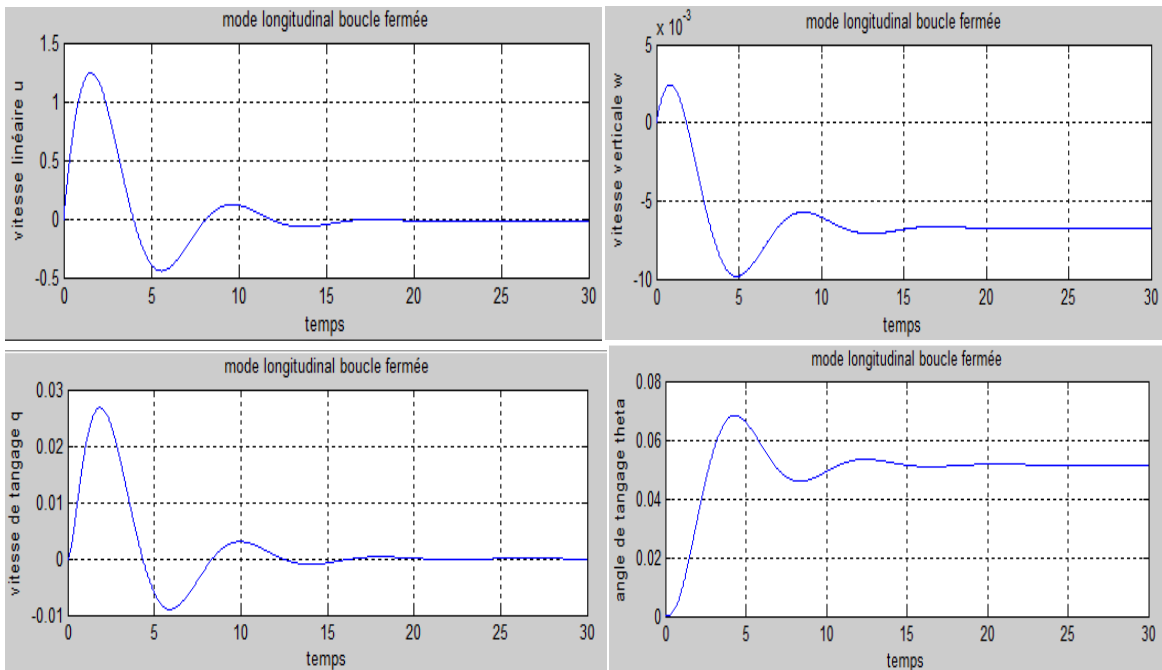 mode longitudinal boucle fermée
vitesse linéaire u
1.5
1
0.5
0
-0.5
0 5 10 15 20 25 30
temps
mode longitudinal boucle fermée
x 10^-3
vitesse verticale w
5
0
-5
-10
0 5 10 15 20 25 30
temps
mode longitudinal boucle fermée
vitesse de tangage q
0.03
0.02
0.01
0
-0.01
0 5 10 15 20 25 30
temps
mode longitudinal boucle fermée
angle de tangage theta
0.08
0.06
0.04
0.02
0
0 5 10 15 20 25 30
temps